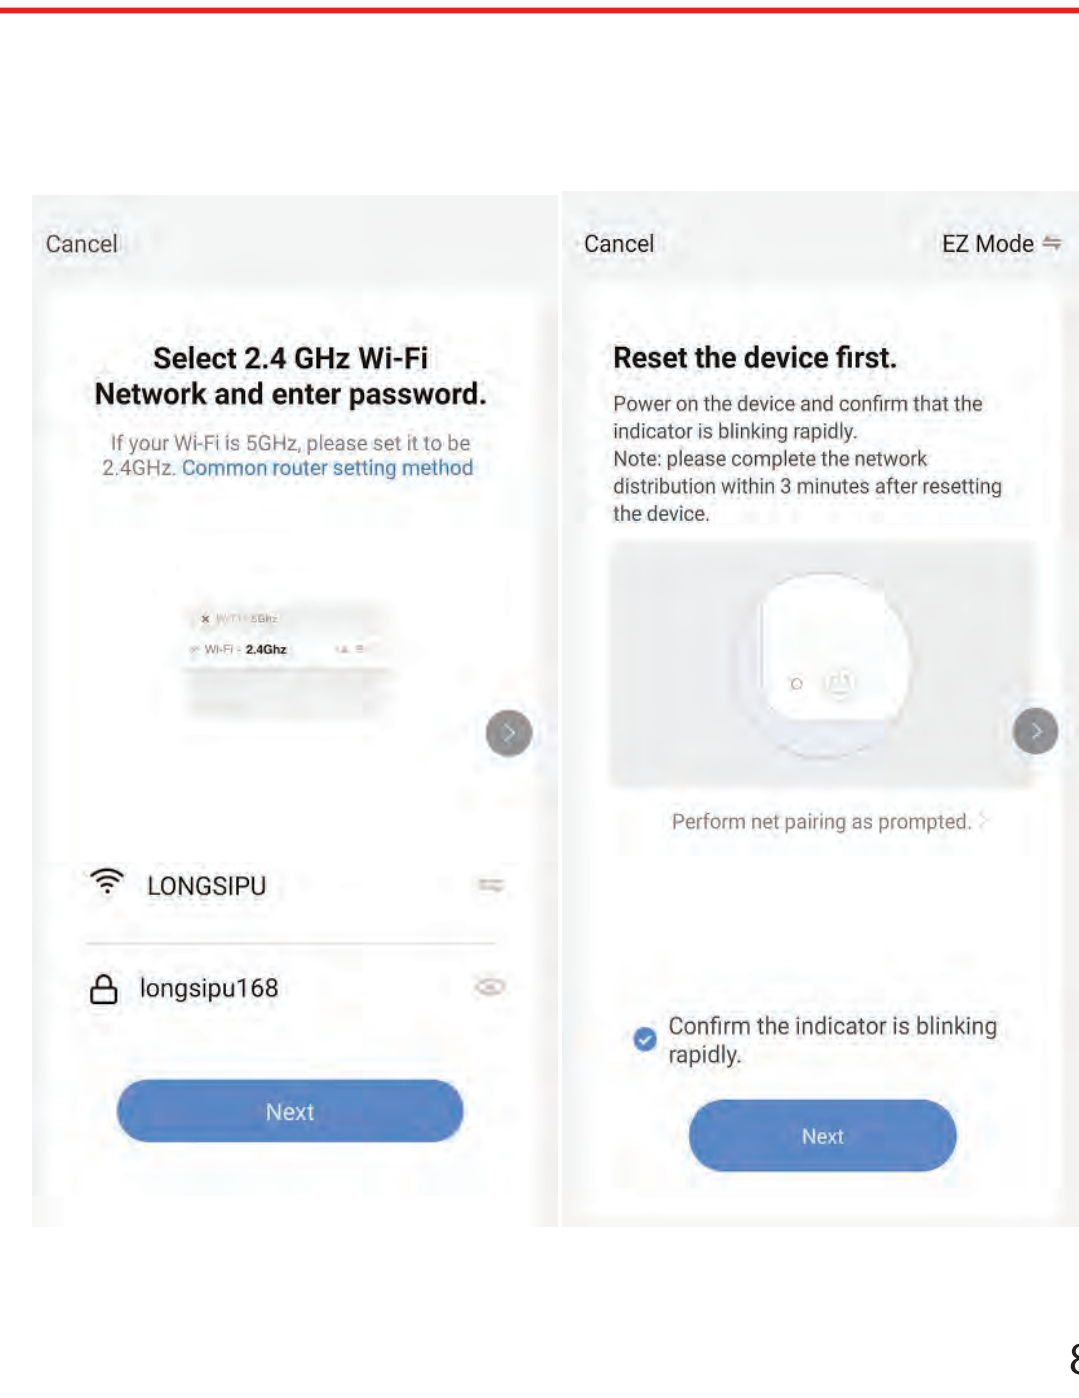 Cancel
Select 2.4 GHz Wi-Fi
Network and enter password.
If your Wi-Fi is 5GHz, please set it to be
2.4GHz. Common router setting method
Wi-Fi - 5Ghz
Wi-Fi - 2.4Ghz
LONGSIPU
longsipu168
Next
Cancel
EZ Mode
Reset the device first.
Power on the device and confirm that the
indicator is blinking rapidly.
Note: please complete the network
distribution within 3 minutes after resetting
the device.
Perform net pairing as prompted.
Confirm the indicator is blinking
rapidly.
Next